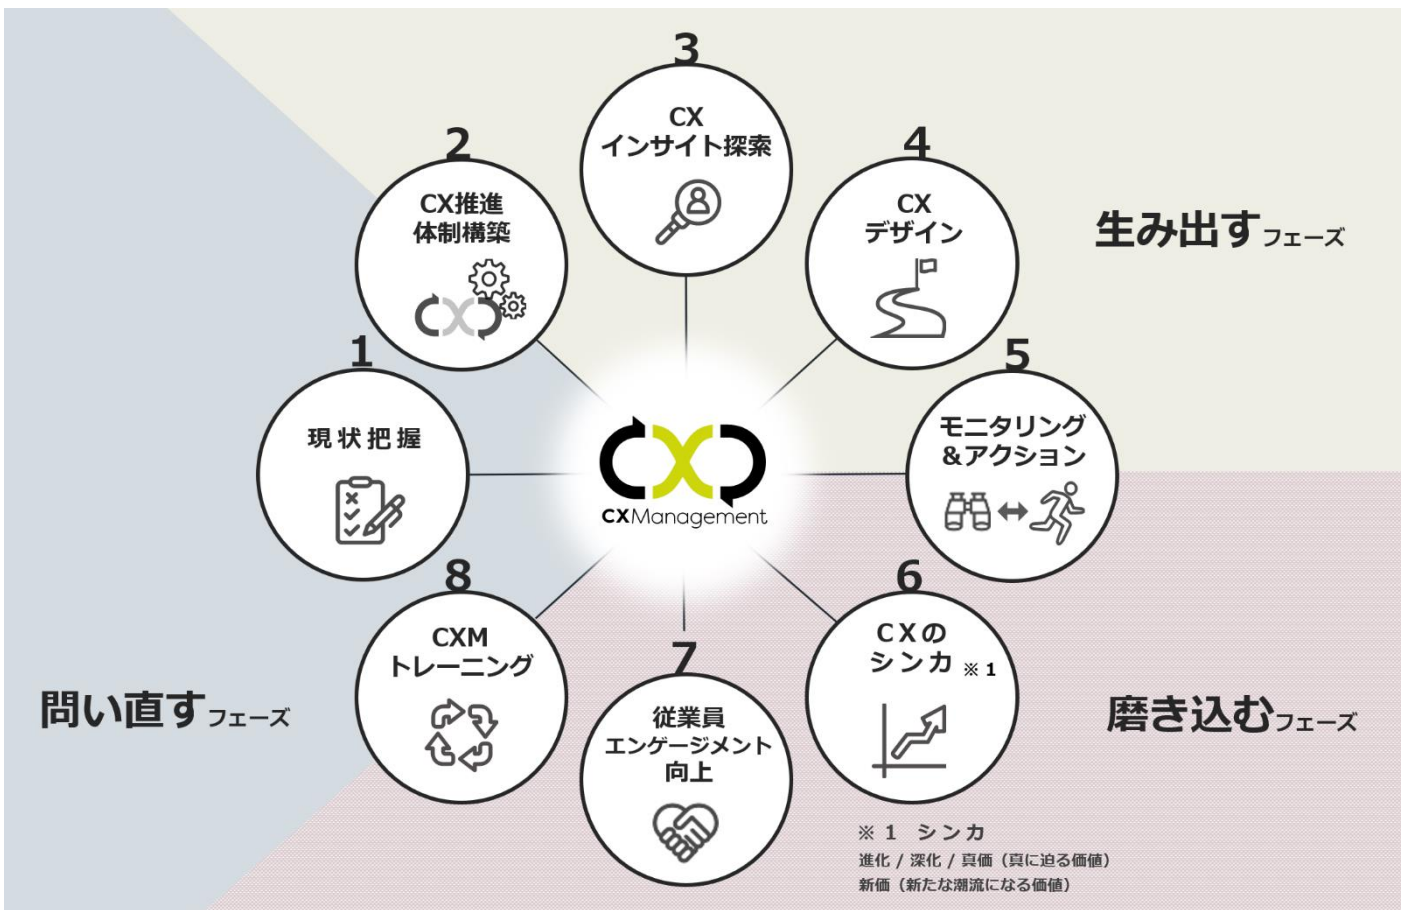 3
CX
インサイト探索
2
CX推進
体制構築
4
CX
デザイン
生み出すフェーズ
1
現状把握
5
モニタリング
&アクション
CXManagement
8
CXM
トレーニング
6
CXの
シンカ ※1
7
従業員
エンゲージメント
向上
問い直すフェーズ
磨き込むフェーズ
※1 シンカ
進化 / 深化 / 真価(真に迫る価値)
新価(新たな潮流になる価値)